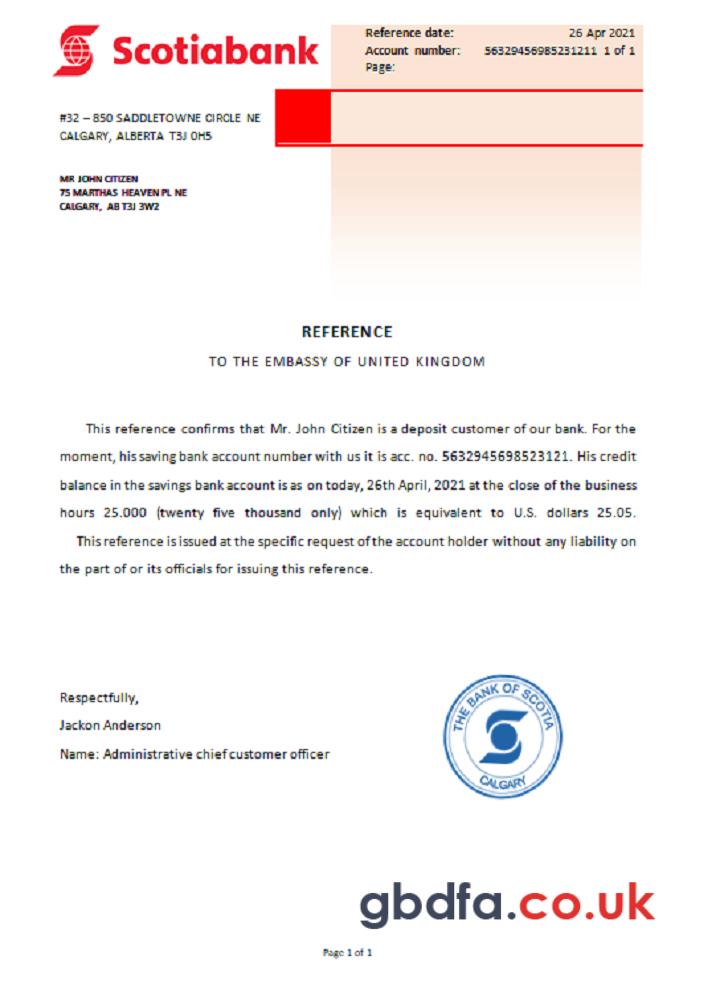 Scotiabank
Reference date: 26 Apr 2021
Account number: 56329456985231211 1 of 1
Page:
#32 – 850 SADDLETOWNE CIRCLE NE
CALGARY, ALBERTA T3J 0H5
MR JOHN CITIZEN
75 MARTHAS HEAVEN PL NE
CALGARY, AB T3J 3W2
REFERENCE
TO THE EMBASSY OF UNITED KINGDOM
This reference confirms that Mr. John Citizen is a deposit customer of our bank. For the
moment, his saving bank account number with us it is acc. no. 5632945698523121. His credit
balance in the savings bank account is as on today, 26th April, 2021 at the close of the business
hours 25.000 (twenty five thousand only) which is equivalent to U.S. dollars 25.05.
This reference is issued at the specific request of the account holder without any liability on
the part of or its officials for issuing this reference.
Respectfully,
Jackon Anderson
Name: Administrative chief customer officer
THE BANK OF SCOTIA
CALGARY
gbdfa.co.uk
Page 1 of 1